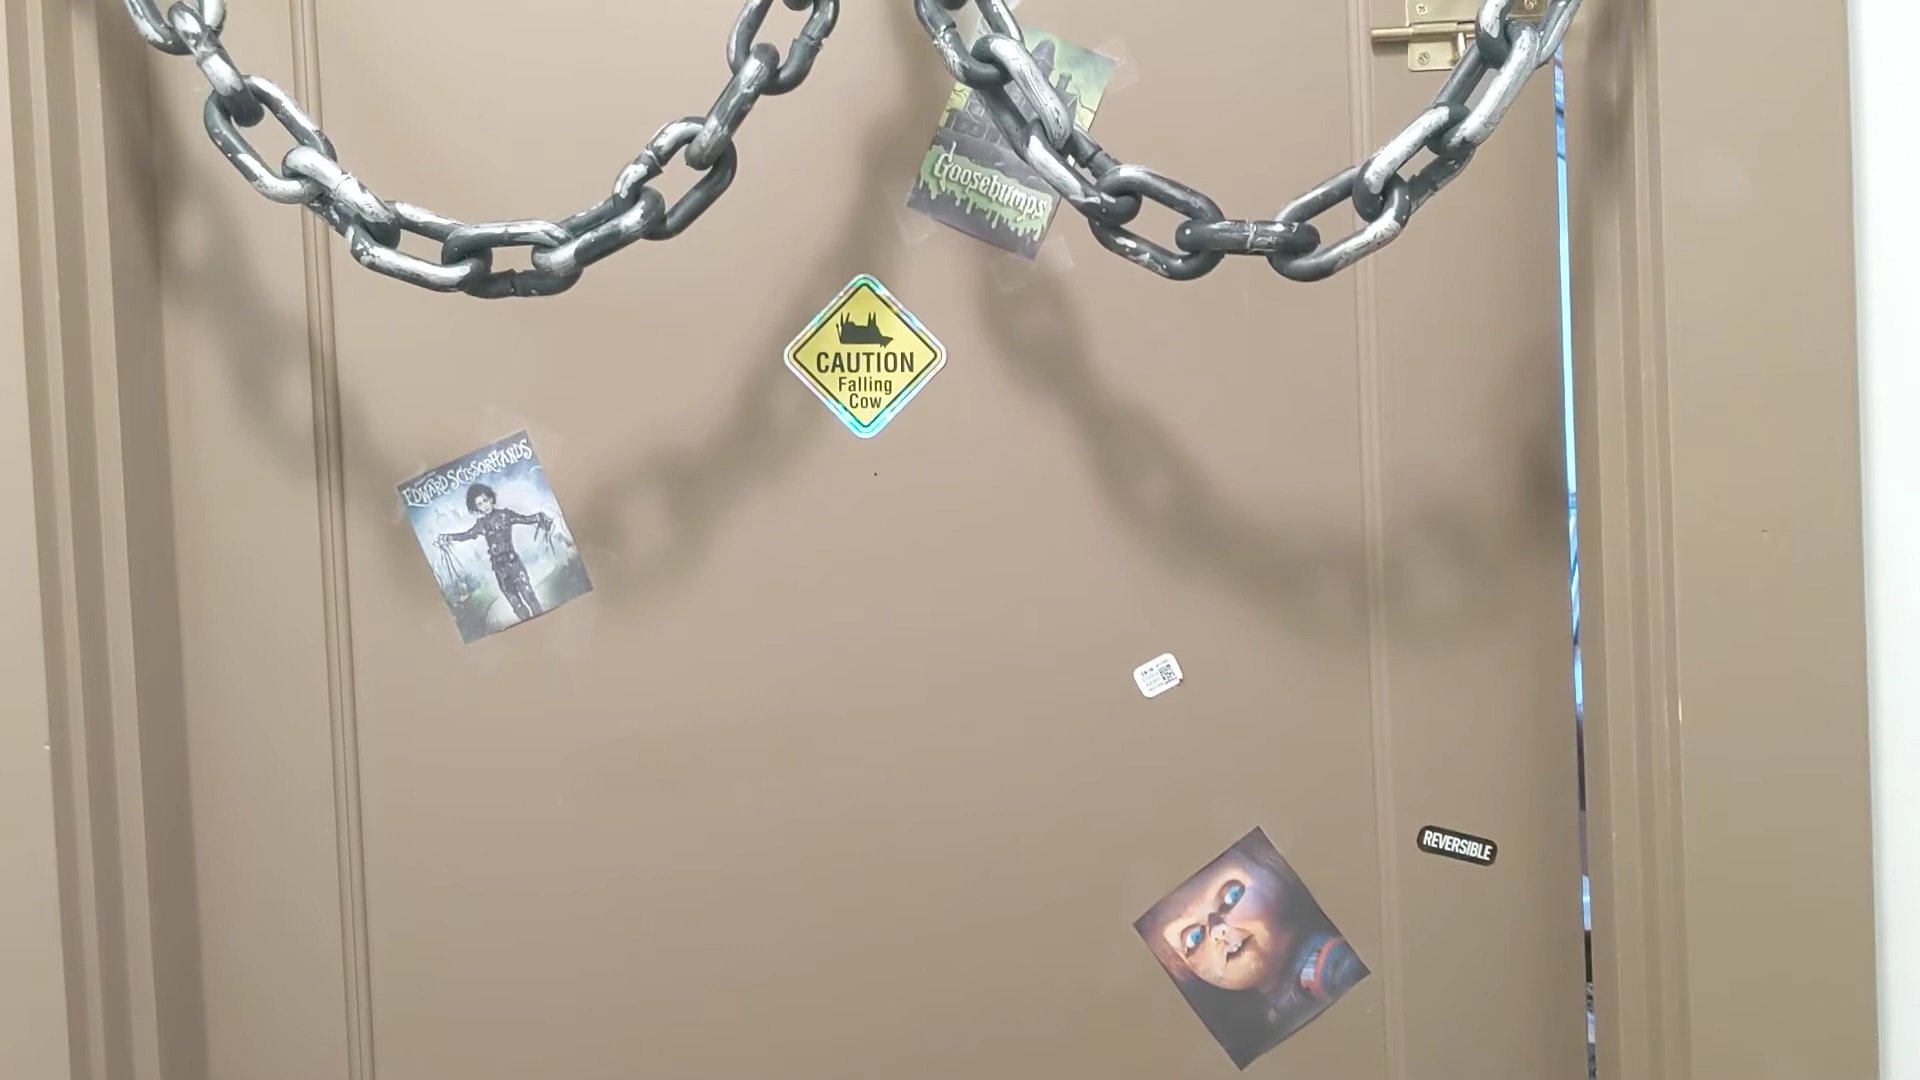 Goosebumps
CAUTION
Falling
Cow
EDWARD SCISSORHANDS
REVERSIBLE